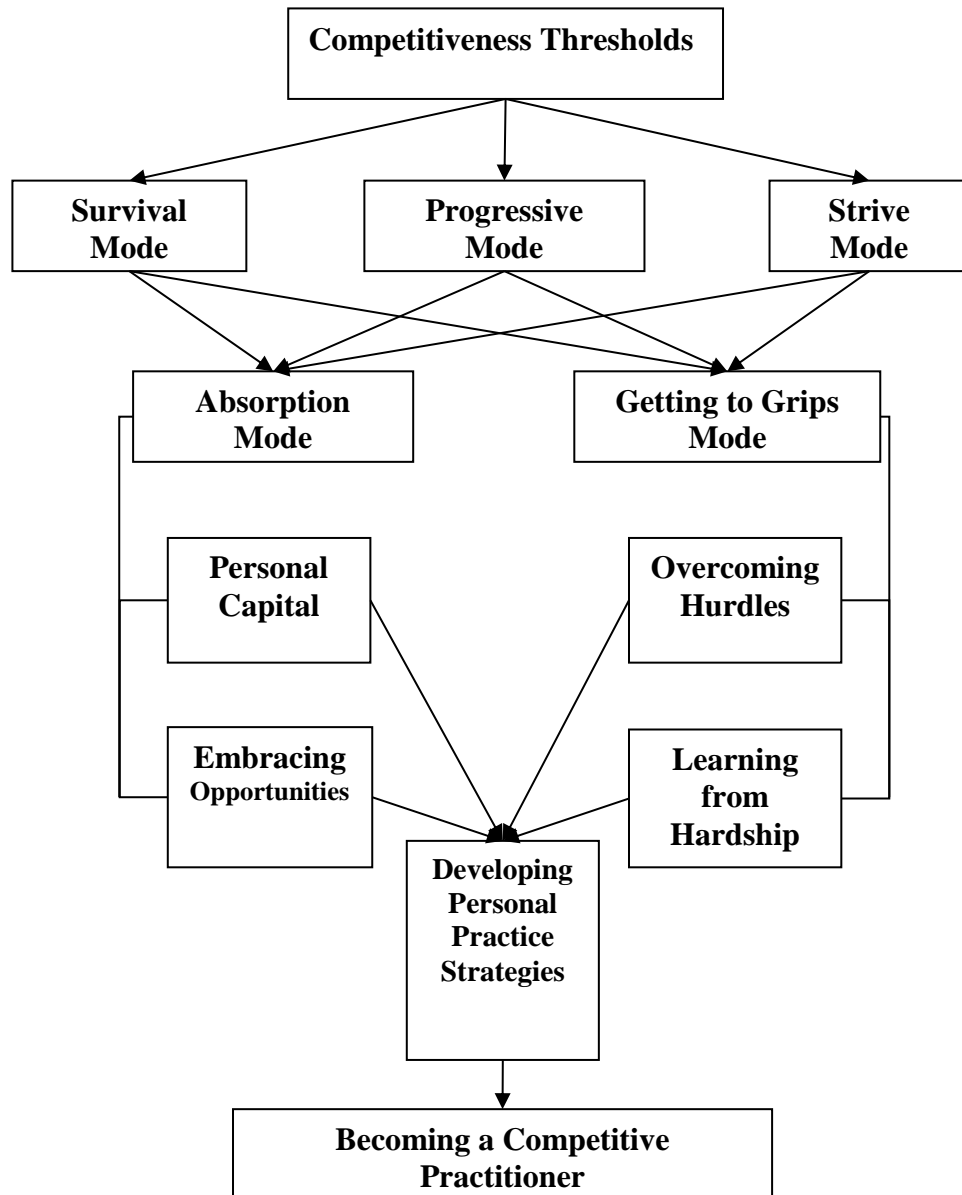 Competitiveness Thresholds
Survival
Mode
Progressive
Mode
Strive
Mode
Absorption
Mode
Getting to Grips
Mode
Personal
Capital
Overcoming
Hurdles
Embracing
Opportunities
Learning
from
Hardship
Developing
Personal
Practice
Strategies
Becoming a Competitive
Practitioner